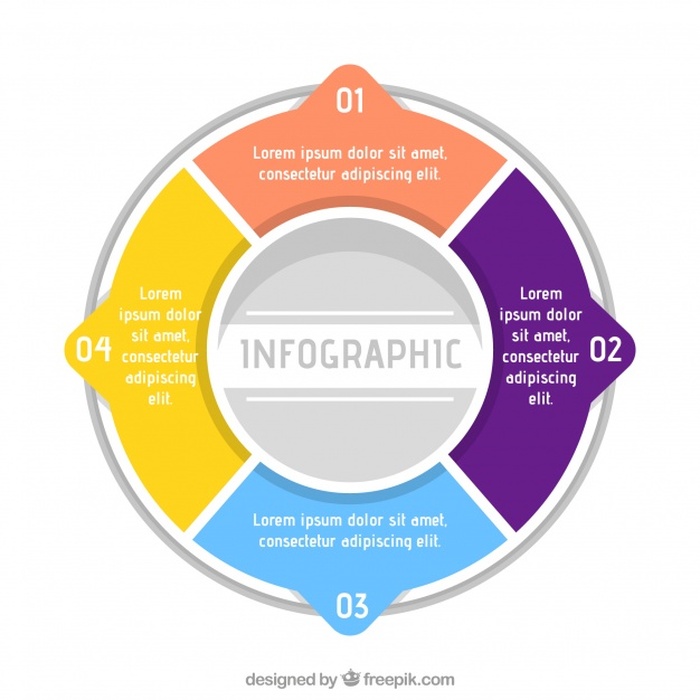 01
Lorem ipsum dolor sit amet,
consectetur adipiscing elit.
02
Lorem
ipsum dolor
sit amet,
consectetur
adipiscing
elit.
03
Lorem ipsum dolor sit amet,
consectetur adipiscing elit.
04
Lorem
ipsum dolor
sit amet,
consectetur
adipiscing
elit.
INFOGRAPHIC
designed by freepik.com